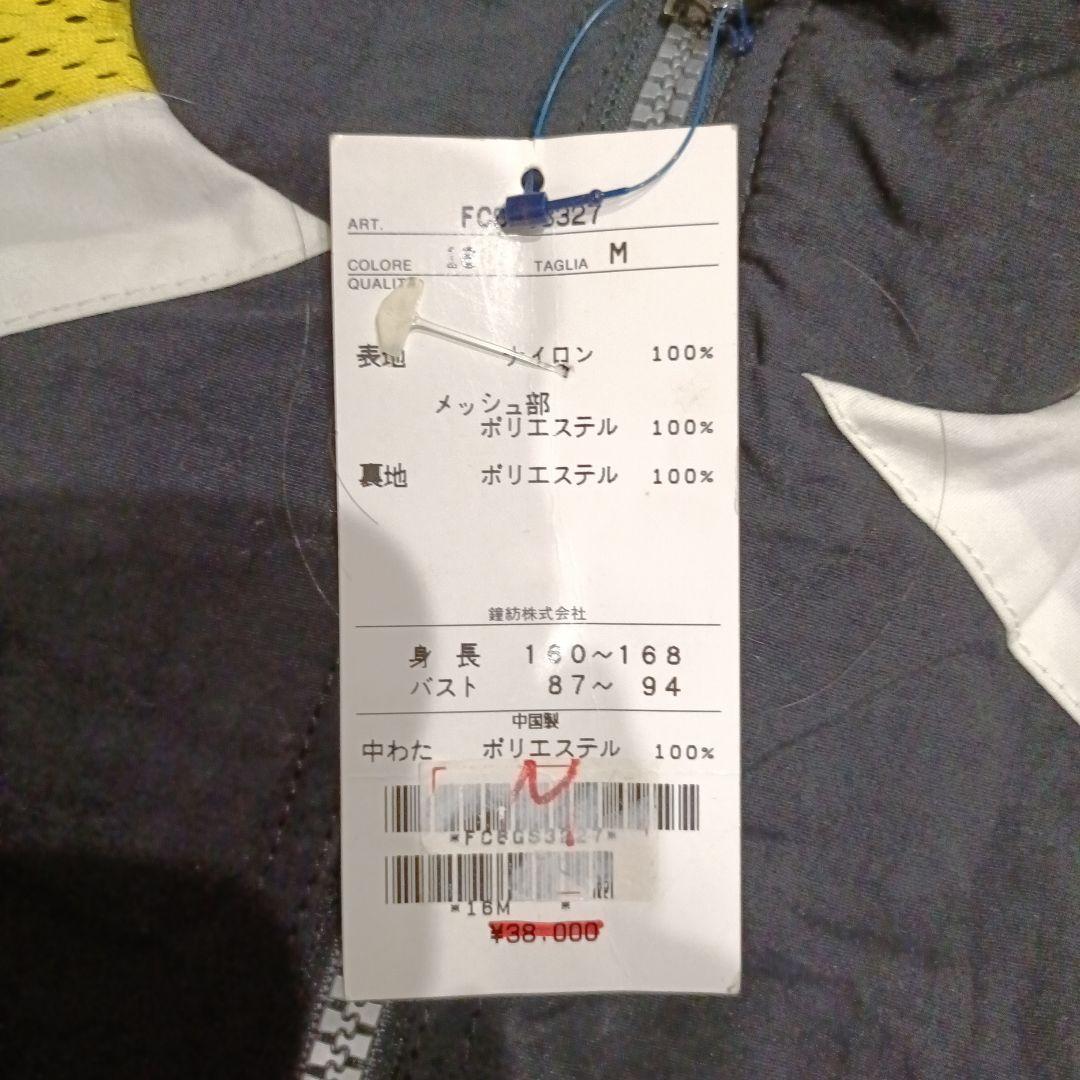 ART.
COLORE TAGLIA M
QUALITA
表地 ナイロン 100%
メッシュ部
ポリエステル 100%
裏地 ポリエステル 100%
鐘紡株式会社
身長 160～168
バスト 87～ 94
中国製
中わた ポリエステル 100%
*16M *
¥38,000